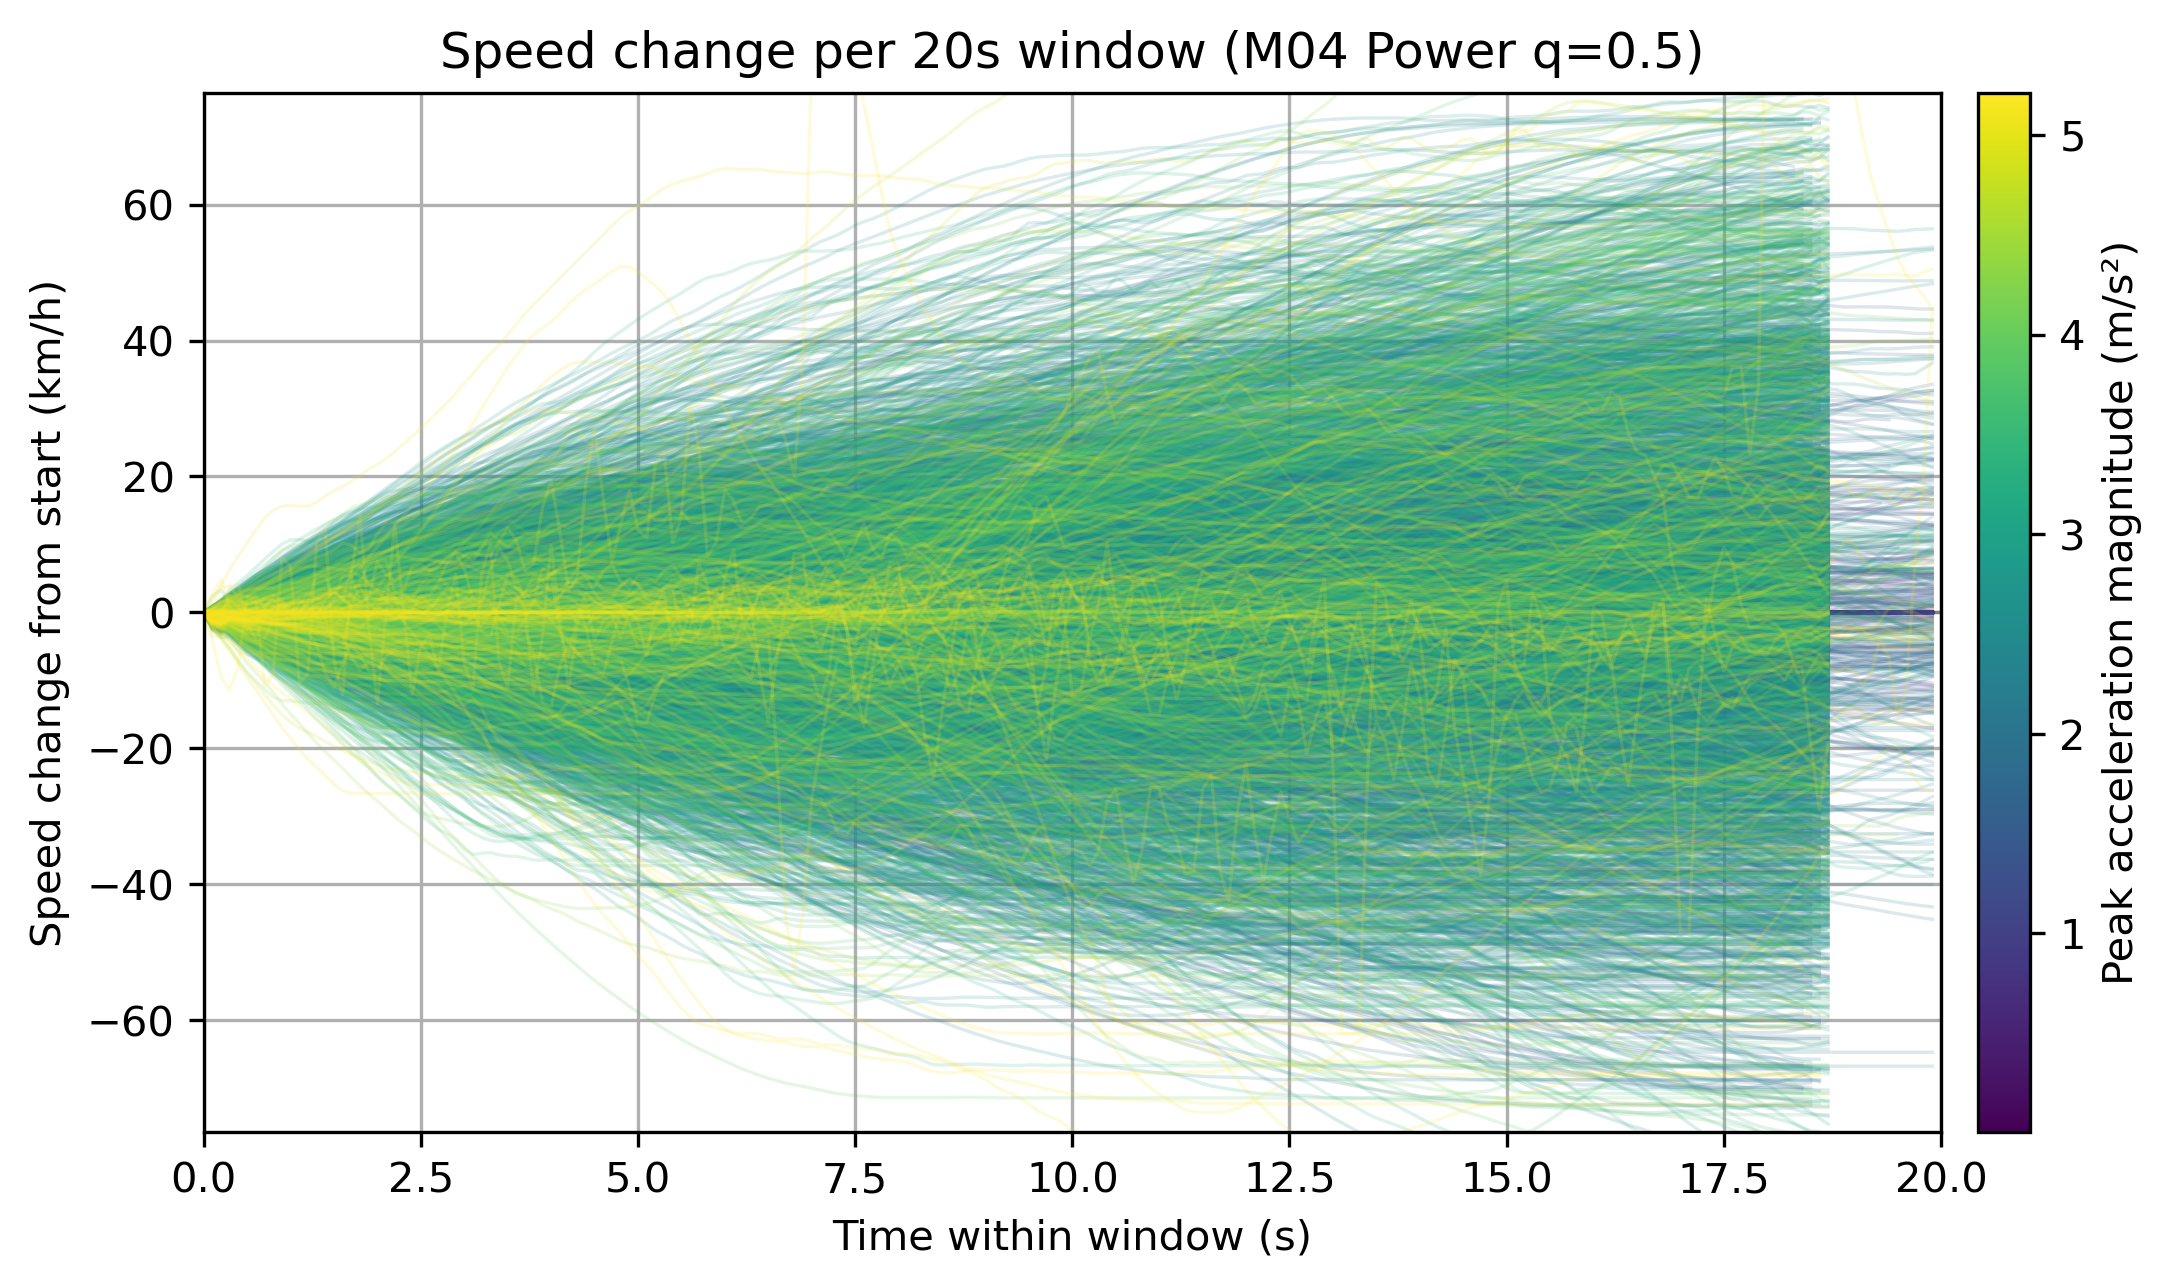 Speed change per 20s window (M04 Power q=0.5)
Speed change from start (km/h)
60
40
20
0
−20
−40
−60
0.0 2.5 5.0 7.5 10.0 12.5 15.0 17.5 20.0
Time within window (s)
5
4
3
2
1
Peak acceleration magnitude (m/s²)